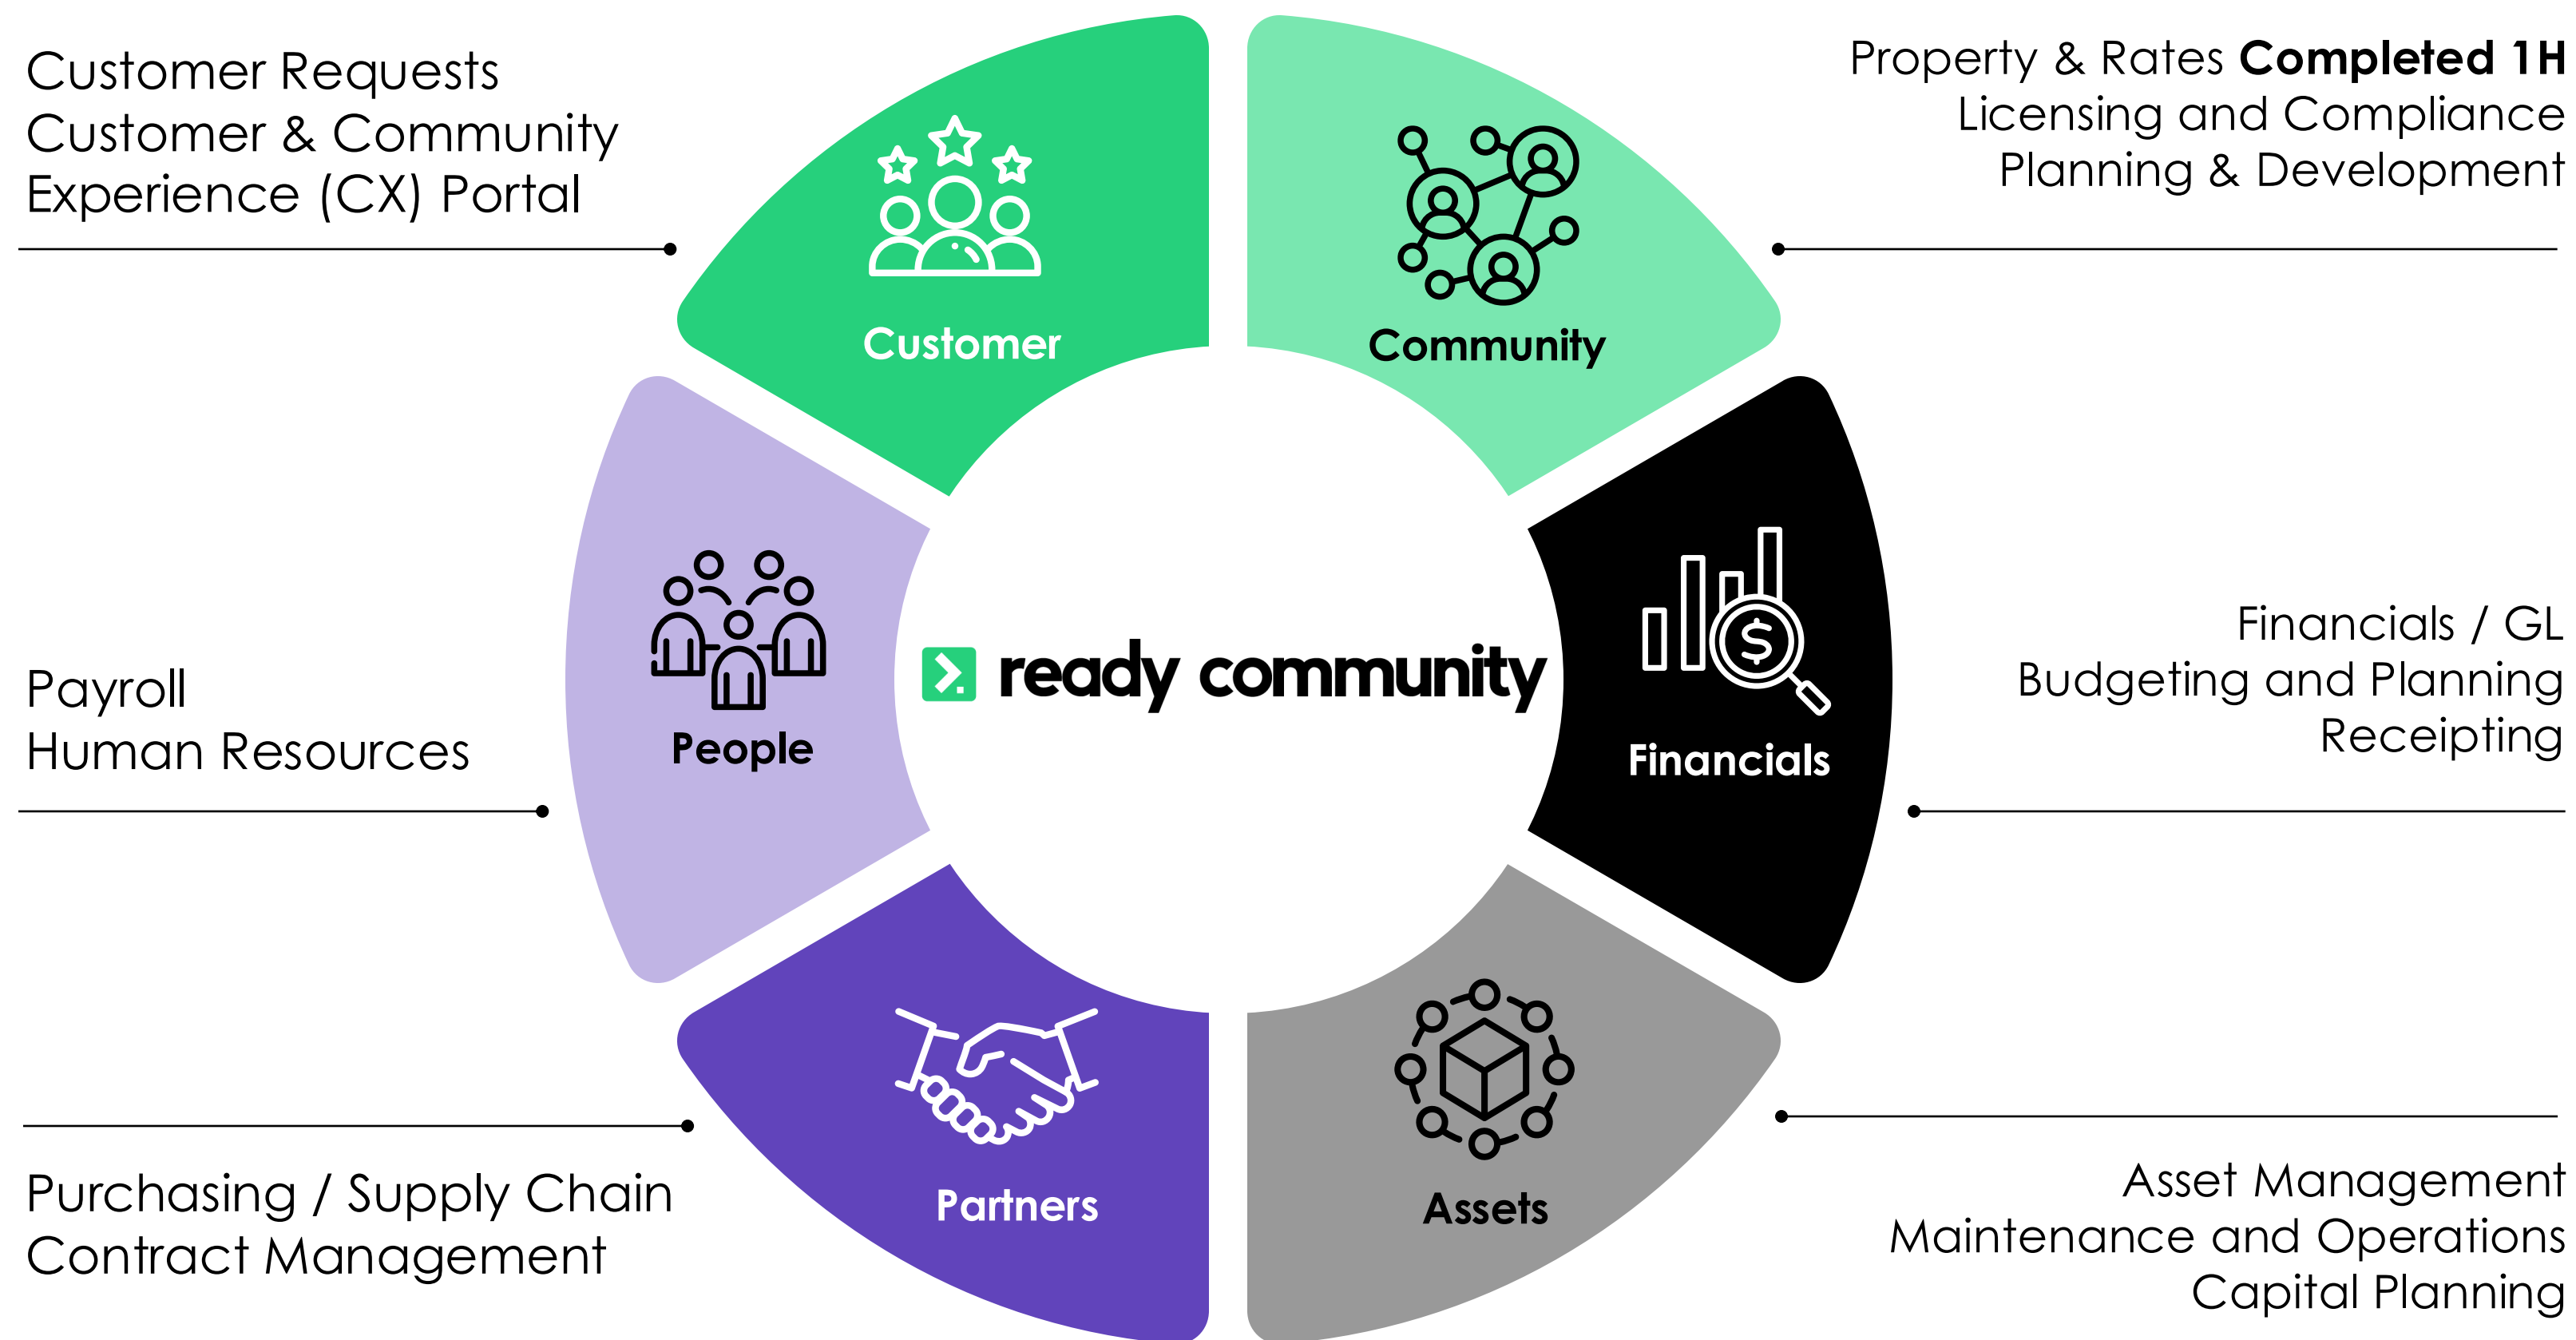 Customer Requests
Customer & Community
Experience (CX) Portal
Property & Rates Completed 1H
Licensing and Compliance
Planning & Development
Customer
Community
Payroll
Human Resources
People
ready community
Financials
Financials / GL
Budgeting and Planning
Receipting
Purchasing / Supply Chain
Contract Management
Partners
Assets
Asset Management
Maintenance and Operations
Capital Planning